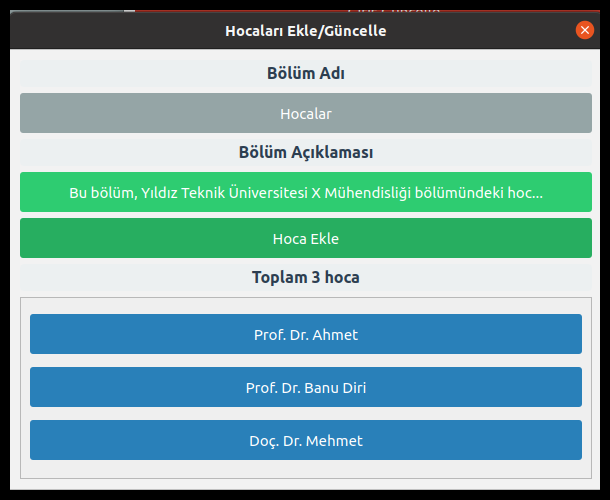 Hocaları Ekle/Güncelle
Bölüm Adı
Hocalar
Bölüm Açıklaması
Bu bölüm, Yıldız Teknik Üniversitesi X Mühendisliği bölümündeki hoc...
Hoca Ekle
Toplam 3 hoca
Prof. Dr. Ahmet
Prof. Dr. Banu Diri
Doç. Dr. Mehmet